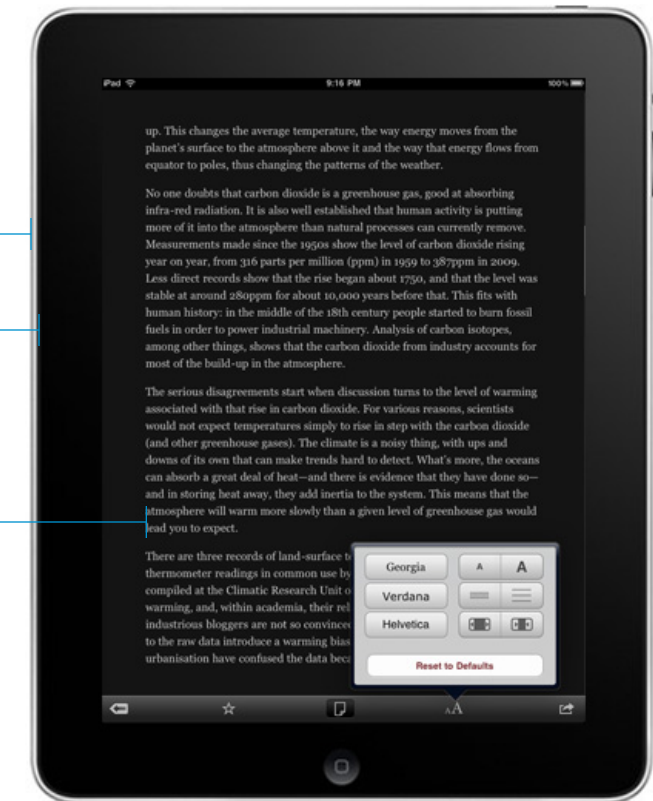 iPad
9:16 PM
100%
up. This changes the average temperature, the way energy moves from the
planet's surface to the atmosphere above it and the way that energy flows from
equator to poles, thus changing the patterns of the weather.
No one doubts that carbon dioxide is a greenhouse gas, good at absorbing
infra-red radiation. It is also well established that human activity is putting
more of it into the atmosphere than natural processes can currently remove.
Measurements made since the 1950s show the level of carbon dioxide rising
year on year, from 316 parts per million (ppm) in 1959 to 387ppm in 2009.
Less direct records show that the rise began about 1750, and that the level was
stable at around 280ppm for about 10,000 years before that. This fits with
human history: in the middle of the 18th century people started to burn fossil
fuels in order to power industrial machinery. Analysis of carbon isotopes,
among other things, shows that the carbon dioxide from industry accounts for
most of the build-up in the atmosphere.
The serious disagreements start when discussion turns to the level of warming
associated with that rise in carbon dioxide. For various reasons, scientists
would not expect temperatures simply to rise in step with the carbon dioxide
(and other greenhouse gases). The climate is a noisy thing, with ups and
downs of its own that can make trends hard to detect. What's more, the oceans
can absorb a great deal of heat—and there is evidence that they have done so—
and in storing heat away, they add inertia to the system. This means that the
atmosphere will warm more slowly than a given level of greenhouse gas would
lead you to expect.
There are three records of land-surface t
thermometer readings in common use by
compiled at the Climatic Research Unit o
warming, and, within academia, their rel
industrious bloggers are not so convinced
to the raw data introduce a warming bias
urbanisation have confused the data beca
Georgia
A A
Verdana
Helvetica
Reset to Defaults
AA